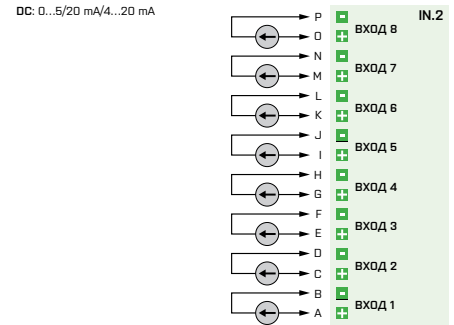 DC: 0...5/20 mA/4...20 mA
IN.2
P
O
ВХОД 8
N
M
ВХОД 7
L
K
ВХОД 6
J
I
ВХОД 5
H
G
ВХОД 4
F
E
ВХОД 3
D
C
ВХОД 2
B
A
ВХОД 1